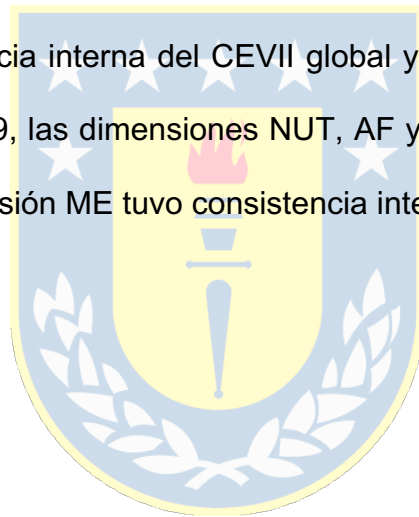 cia interna del CEVII global y
9, las dimensiones NUT, AF y
sión ME tuvo consistencia inte